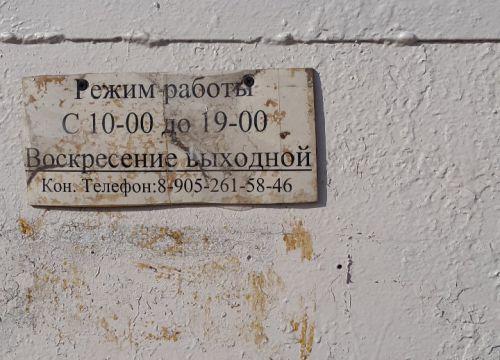 Режим работы
С 10-00 до 19-00
Воскресение выходной
Кон. Телефон:8-905-261-58-46